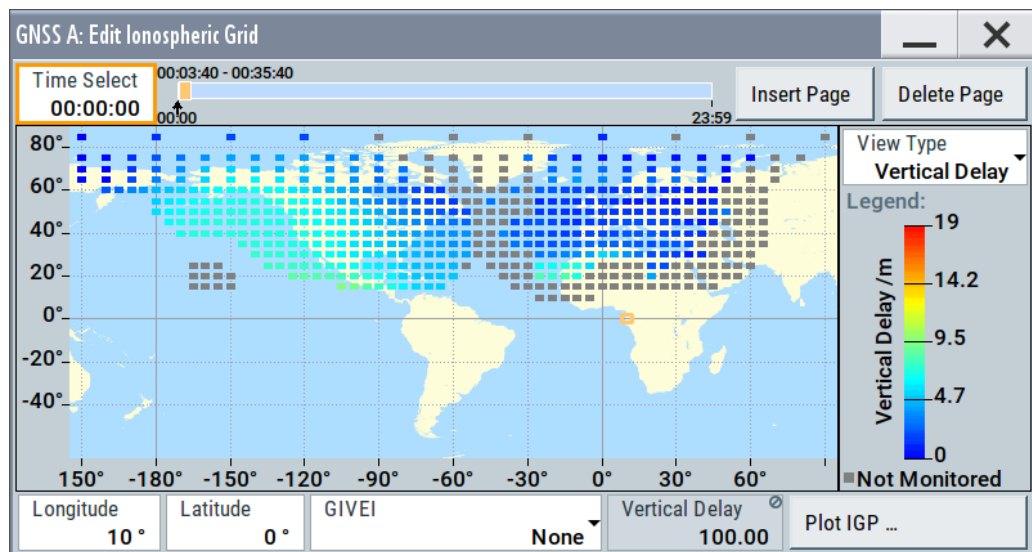 GNSS A: Edit Ionospheric Grid
Time Select
00:00:00
00:03:40 - 00:35:40
00:00
23:59
Insert Page
Delete Page
80°
60°
40°
20°
0°
-20°
-40°
150° -180° -150° -120° -90° -60° -30° 0° 30° 60°
View Type
Vertical Delay
Legend:
Vertical Delay /m
19
14.2
9.5
4.7
0
Not Monitored
Longitude
10 °
Latitude
0 °
GIVEI
None
Vertical Delay
100.00
Plot IGP ...